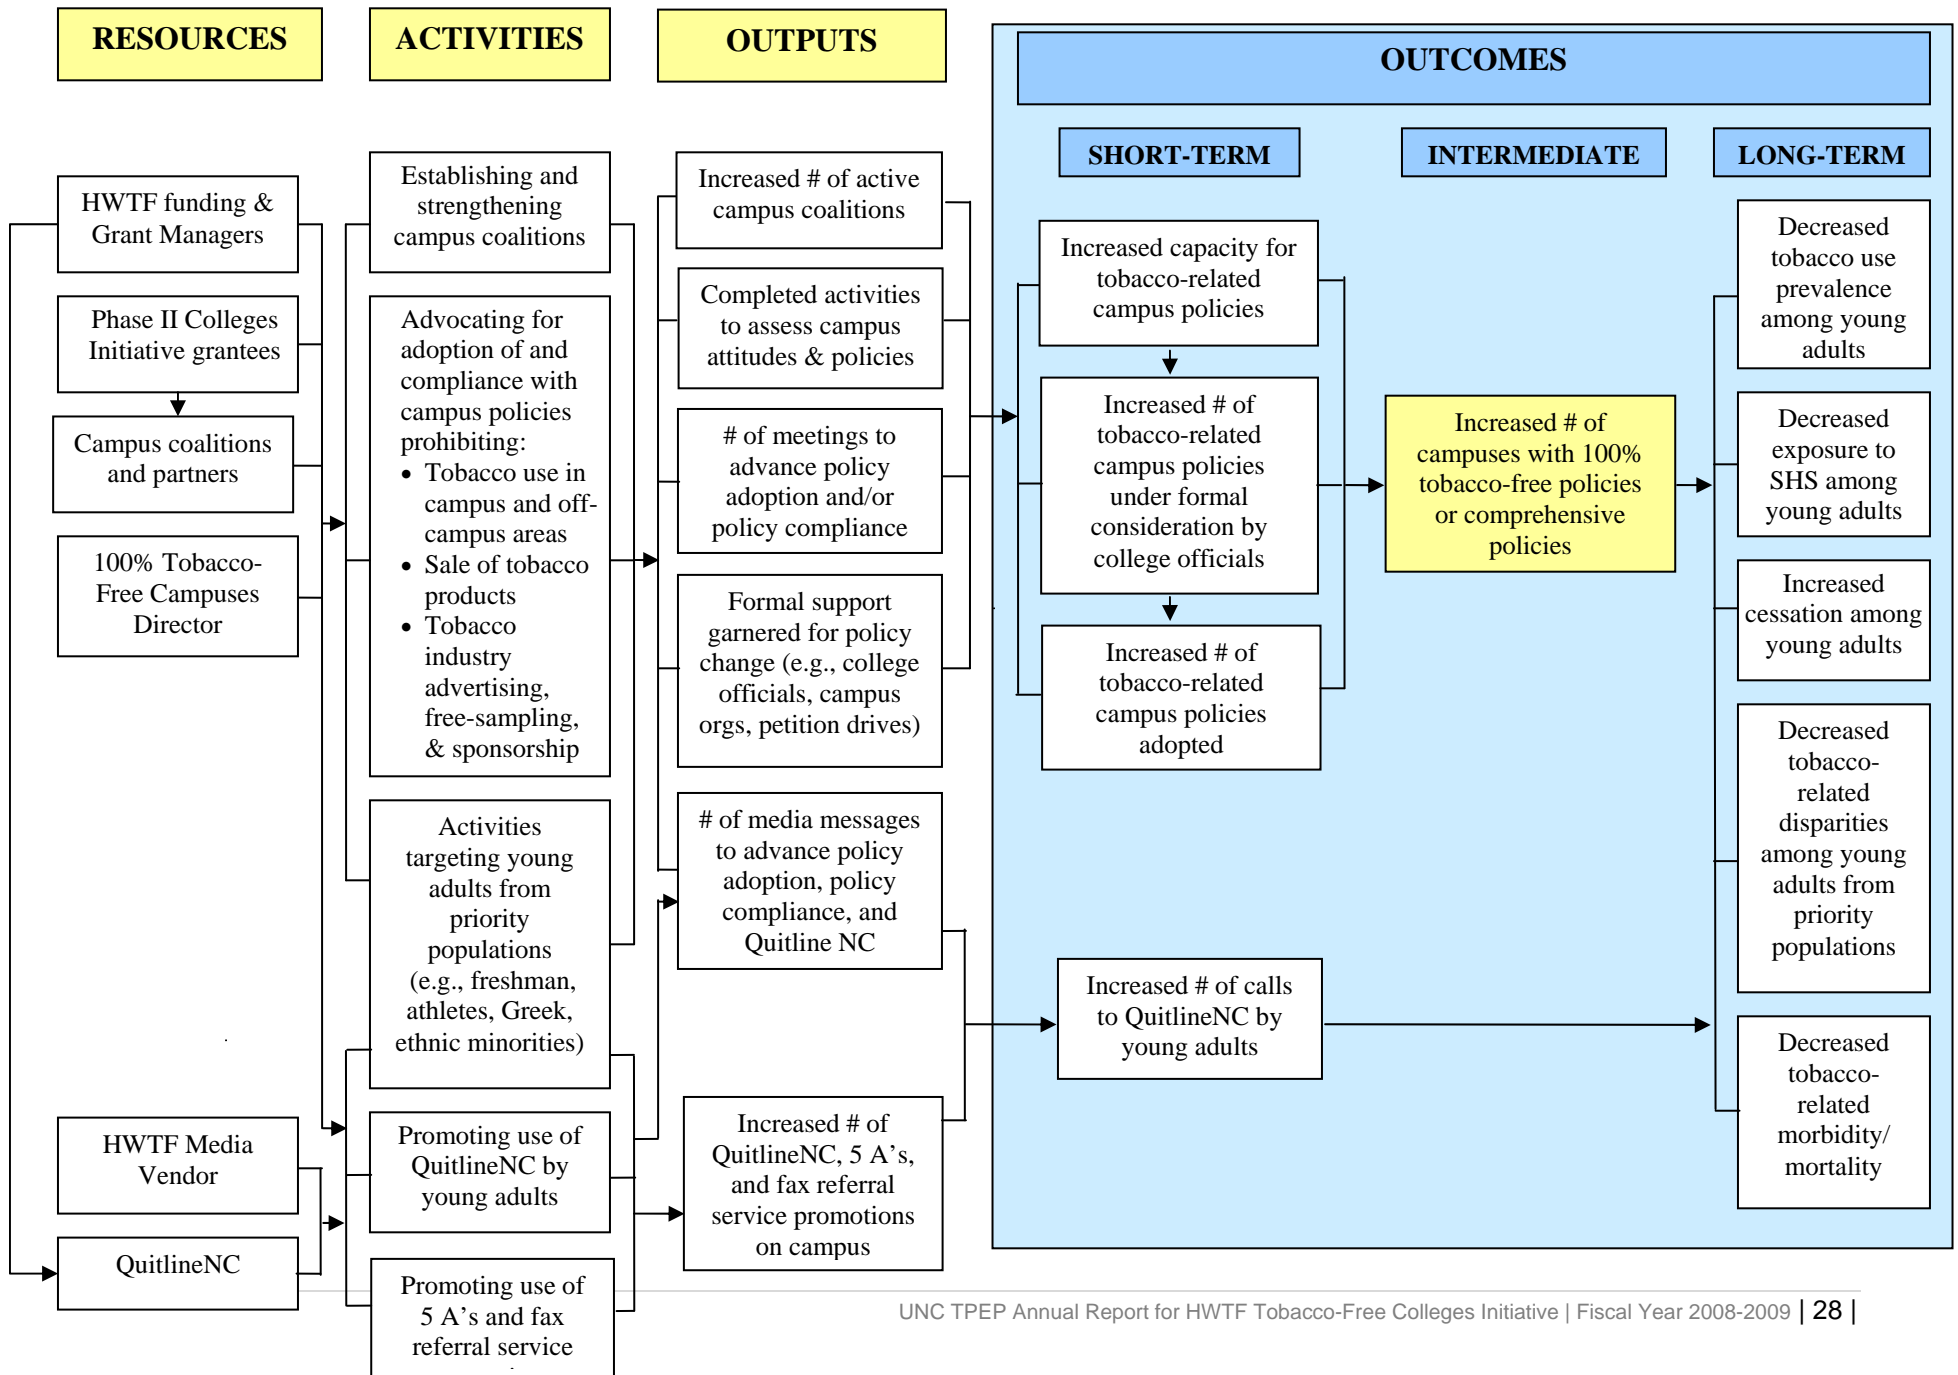 RESOURCES
ACTIVITIES
OUTPUTS
OUTCOMES
SHORT-TERM
INTERMEDIATE
LONG-TERM
HWTF funding &
Grant Managers
Phase II Colleges
Initiative grantees
Campus coalitions
and partners
100% Tobacco-
Free Campuses
Director
HWTF Media
Vendor
QuitlineNC
Establishing and
strengthening
campus coalitions
Advocating for
adoption of and
compliance with
campus policies
prohibiting:
• Tobacco use in
campus and off-
campus areas
• Sale of tobacco
products
• Tobacco
industry
advertising,
free-sampling,
& sponsorship
Activities
targeting young
adults from
priority
populations
(e.g., freshman,
athletes, Greek,
ethnic minorities)
Promoting use of
QuitlineNC by
young adults
Promoting use of
5 A's and fax
referral service
Increased # of active
campus coalitions
Completed activities
to assess campus
attitudes & policies
# of meetings to
advance policy
adoption and/or
policy compliance
Formal support
garnered for policy
change (e.g., college
officials, campus
orgs, petition drives)
# of media messages
to advance policy
adoption, policy
compliance, and
Quitline NC
Increased # of
QuitlineNC, 5 A's,
and fax referral
service promotions
on campus
Increased capacity for
tobacco-related
campus policies
Increased # of
tobacco-related
campus policies
under formal
consideration by
college officials
Increased # of
tobacco-related
campus policies
adopted
Increased # of calls
to QuitlineNC by
young adults
Increased # of
campuses with 100%
tobacco-free policies
or comprehensive
policies
Decreased
tobacco use
prevalence
among young
adults
Decreased
exposure to
SHS among
young adults
Increased
cessation among
young adults
Decreased
tobacco-
related
disparities
among young
adults from
priority
populations
Decreased
tobacco-
related
morbidity/
mortality
UNC TPEP Annual Report for HWTF Tobacco-Free Colleges Initiative | Fiscal Year 2008-2009 | 28 |